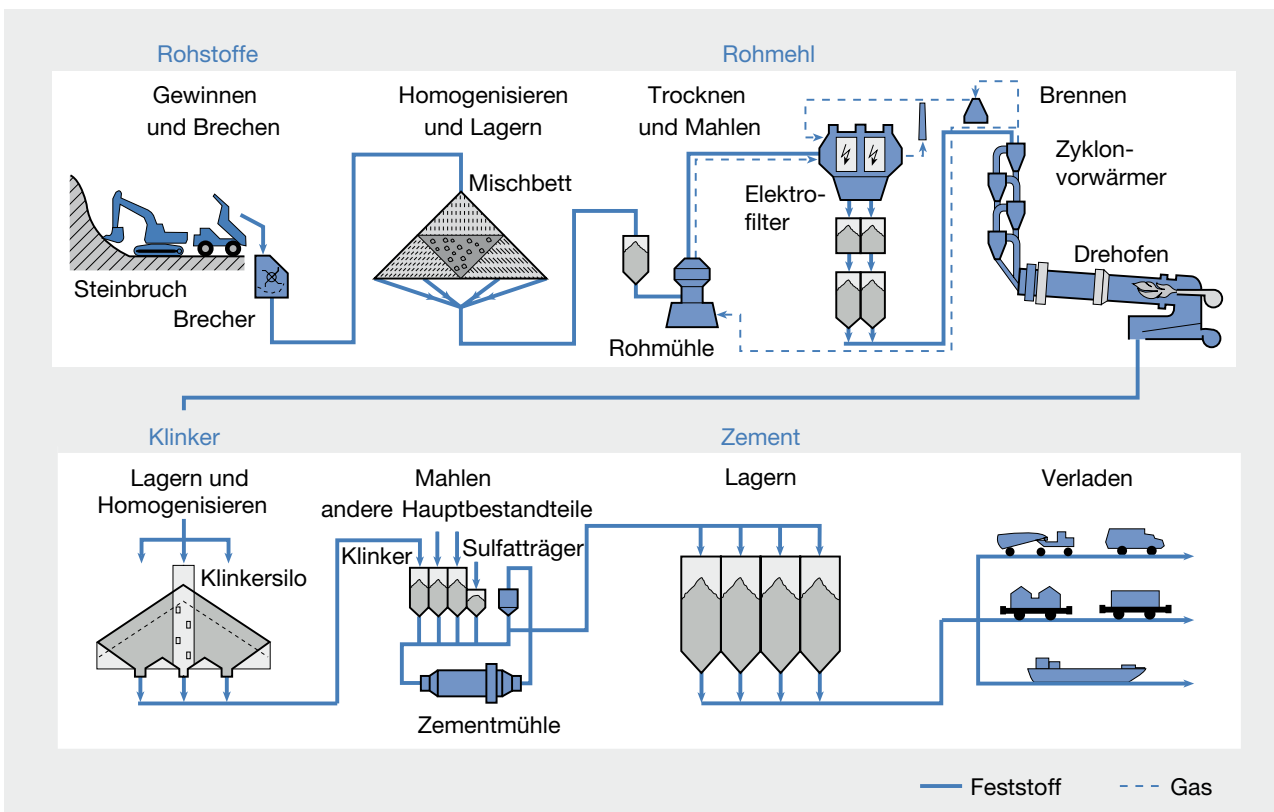 Rohstoffe
Rohmehl
Gewinnen
und Brechen
Homogenisieren
und Lagern
Trocknen
und Mahlen
Brennen
Mischbett
Elektro-
filter
Zyklon-
vorwärmer
Drehofen
Steinbruch
Brecher
Rohmühle
Klinker
Zement
Lagern und
Homogenisieren
Mahlen
andere Hauptbestandteile
Lagern
Verladen
Klinker
Sulfatträger
Klinkersilo
Zementmühle
Feststoff
Gas